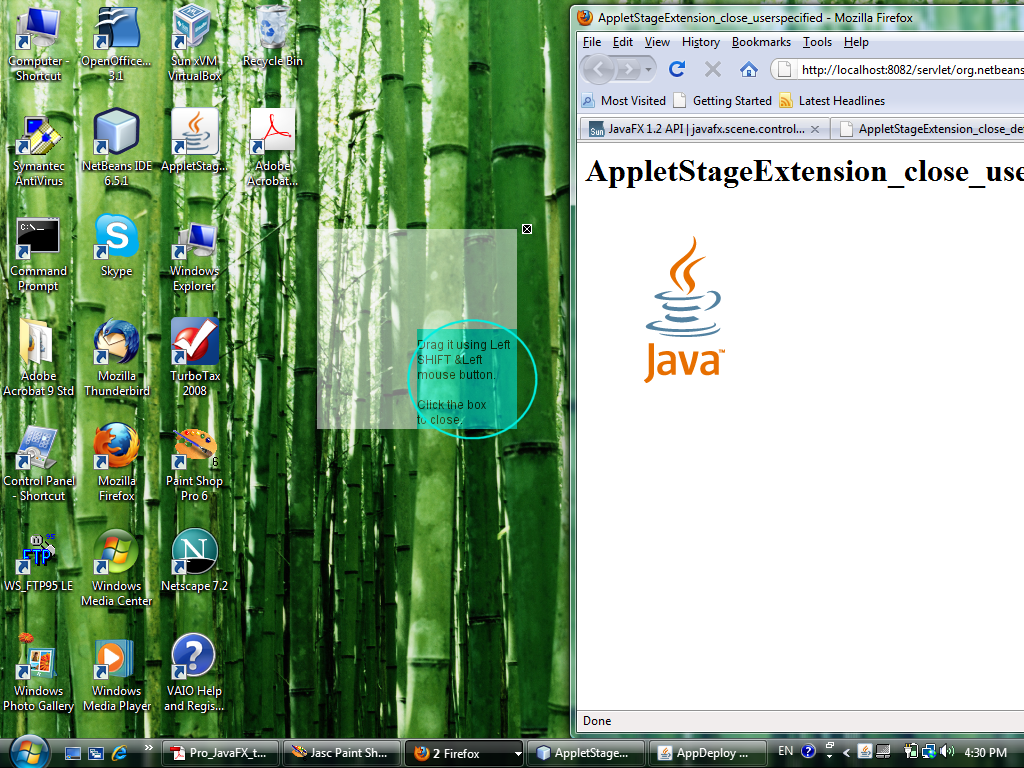 Computer -
Shortcut
OpenOffice...
3.1
Sun xVM
VirtualBox
Recycle Bin
Symantec
AntiVirus
NetBeans IDE
6.5.1
AppletStag...
Adobe
Acrobat...
C:\_
Command
Prompt
S
Skype
Windows
Explorer
Adobe
Acrobat 9 Std
Mozilla
Thunderbird
TurboTax
2008
Control Panel
- Shortcut
Mozilla
Firefox
6
Paint Shop
Pro 6
95
FTP
WS_FTP95 LE
Windows
Media Center
N
Netscape 7.2
Windows
Photo Gallery
Windows
Media Player
?
VAIO Help
and Regis...
Drag it using Left
SHIFT &Left
mouse button.
Click the box
to close.
AppletStageExtension_close_userspecified - Mozilla Firefox
File Edit View History Bookmarks Tools Help
http://localhost:8082/servlet/org.netbeans
Most Visited Getting Started Latest Headlines
Sun JavaFX 1.2 API | javafx.scene.control... AppletStageExtension_close_de
AppletStageExtension_close_use
Java™
Done
Pro_JavaFX_t... Jasc Paint Sh... 2 Firefox AppletStage... AppDeploy ... EN ? 4:30 PM